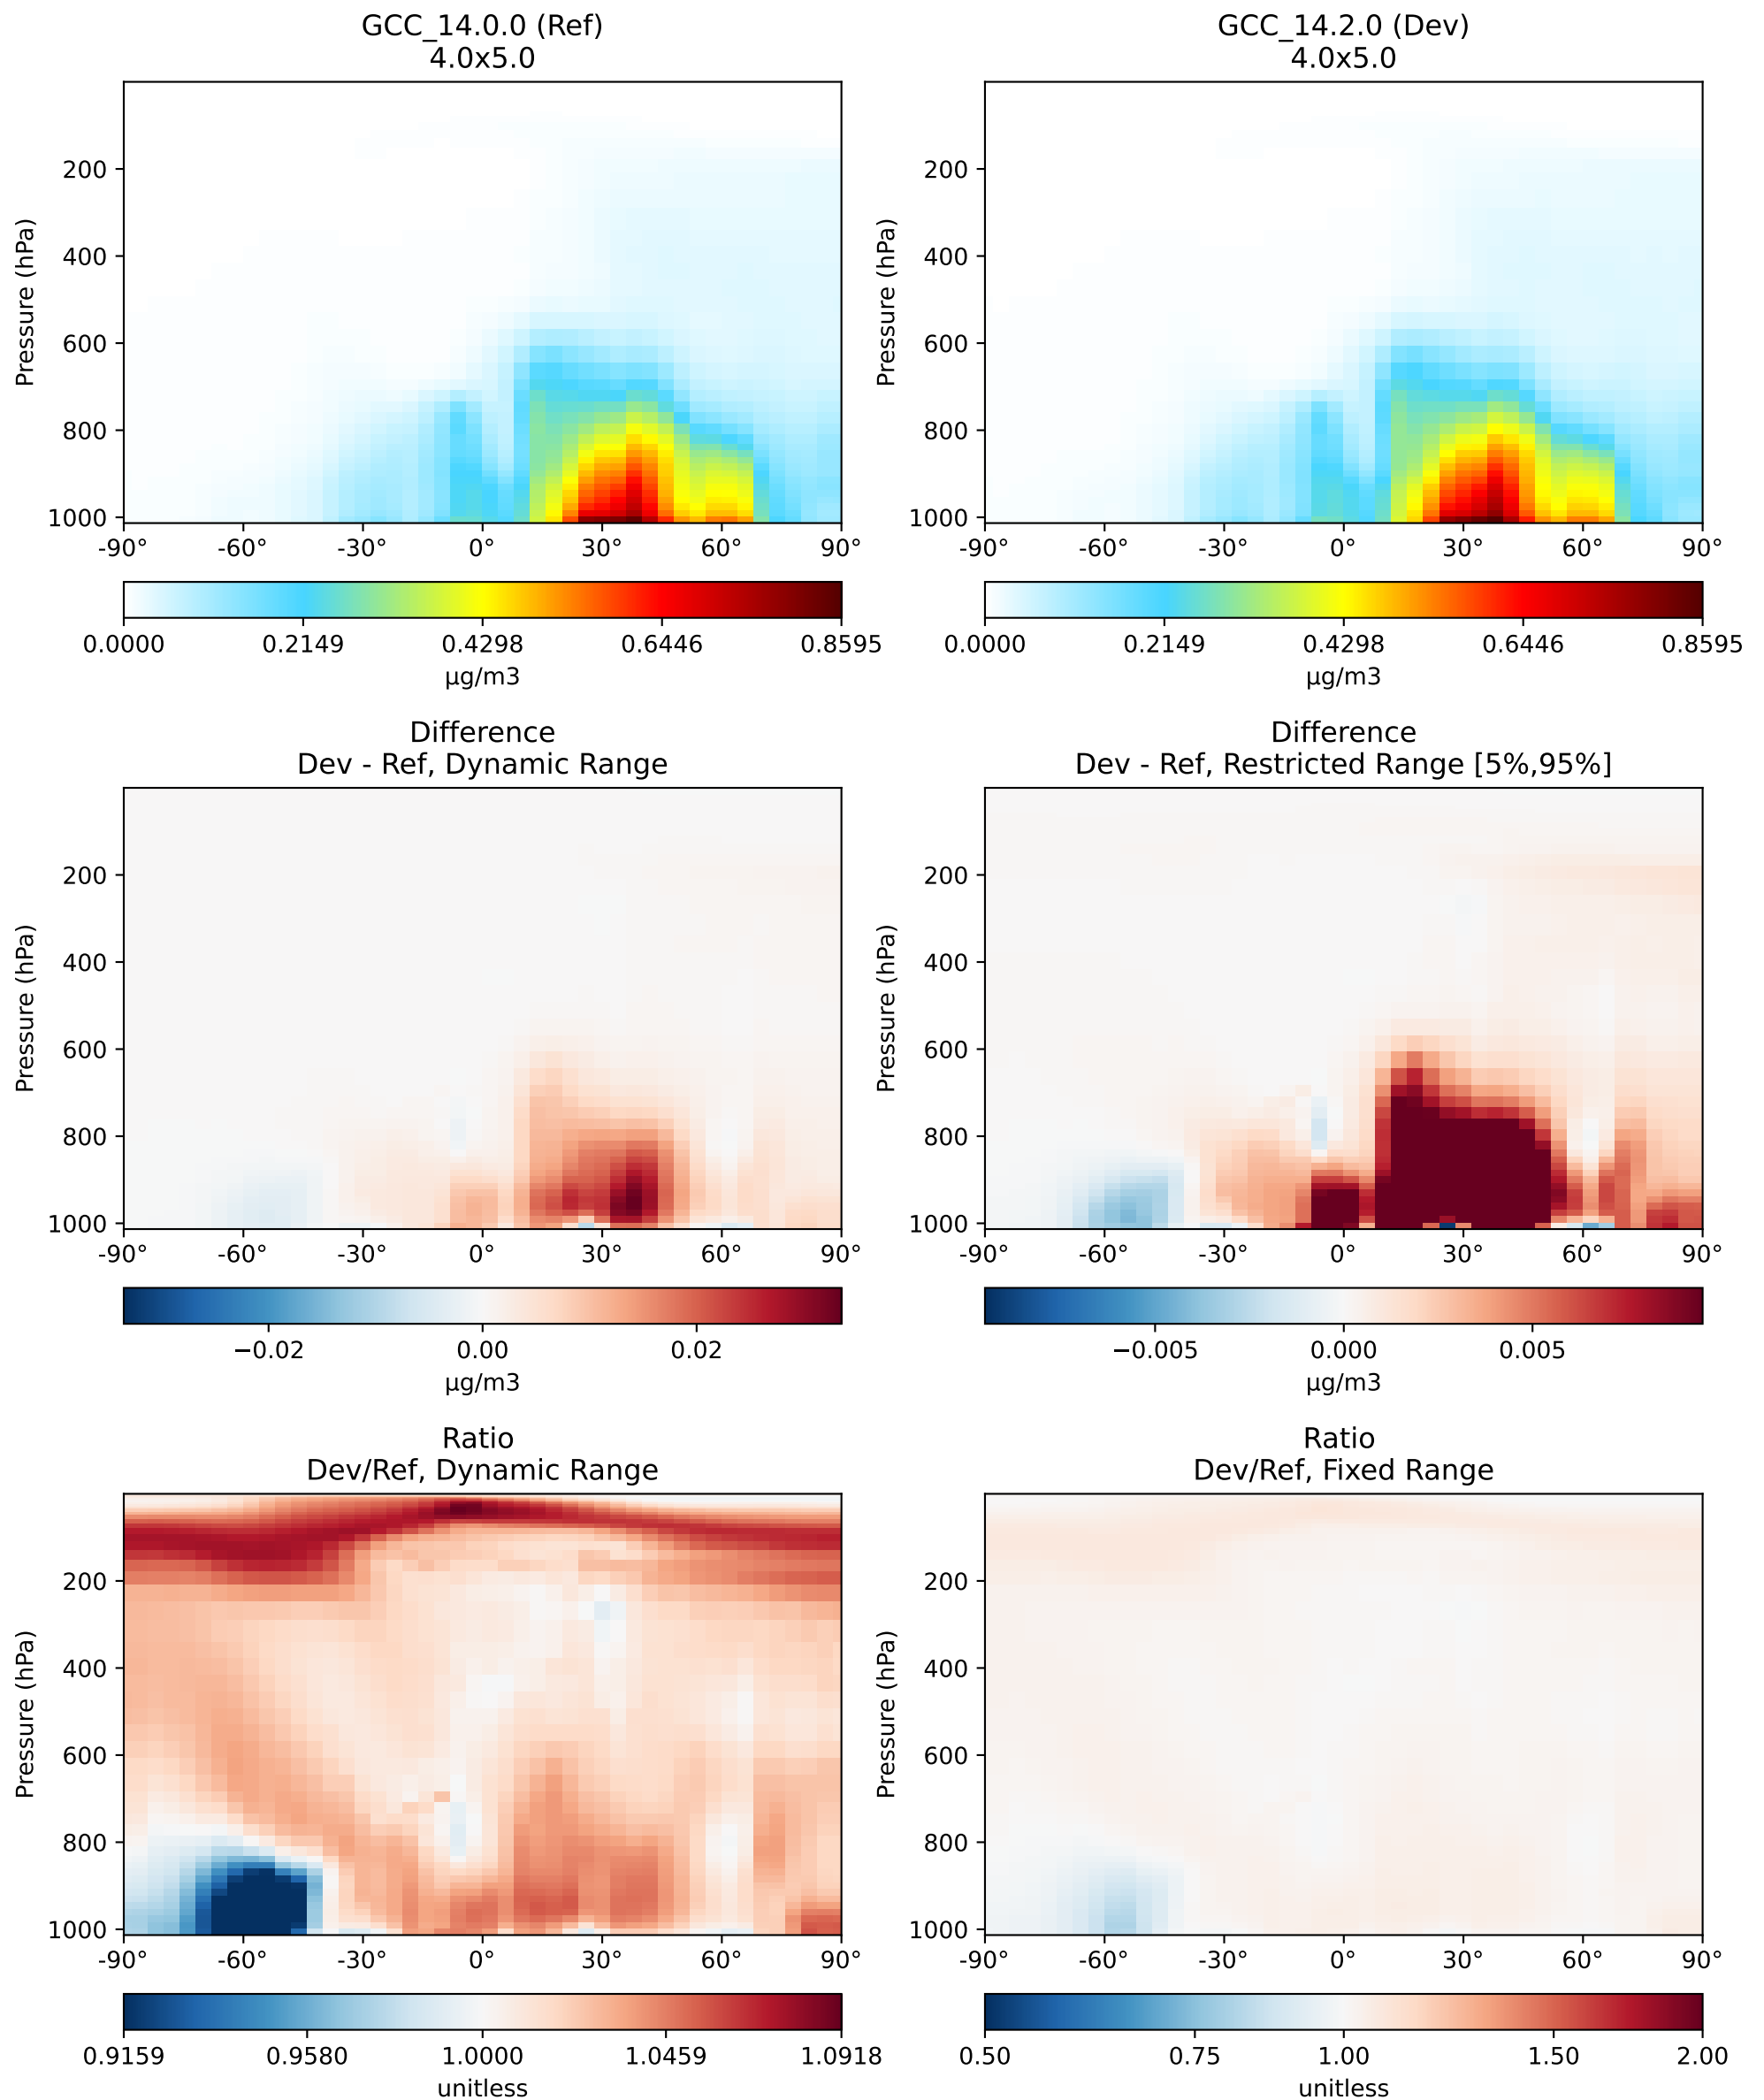 GCC_14.0.0 (Ref)
4.0x5.0
Pressure (hPa)
200
400
600
800
1000
-90° -60° -30° 0° 30° 60° 90°
0.0000 0.2149 0.4298 0.6446 0.8595
µg/m3
GCC_14.2.0 (Dev)
4.0x5.0
Pressure (hPa)
200
400
600
800
1000
-90° -60° -30° 0° 30° 60° 90°
0.0000 0.2149 0.4298 0.6446 0.8595
µg/m3
Difference
Dev - Ref, Dynamic Range
Pressure (hPa)
200
400
600
800
1000
-90° -60° -30° 0° 30° 60° 90°
−0.02 0.00 0.02
µg/m3
Difference
Dev - Ref, Restricted Range [5%,95%]
Pressure (hPa)
200
400
600
800
1000
-90° -60° -30° 0° 30° 60° 90°
−0.005 0.000 0.005
µg/m3
Ratio
Dev/Ref, Dynamic Range
Pressure (hPa)
200
400
600
800
1000
-90° -60° -30° 0° 30° 60° 90°
0.9159 0.9580 1.0000 1.0459 1.0918
unitless
Ratio
Dev/Ref, Fixed Range
Pressure (hPa)
200
400
600
800
1000
-90° -60° -30° 0° 30° 60° 90°
0.50 0.75 1.00 1.50 2.00
unitless